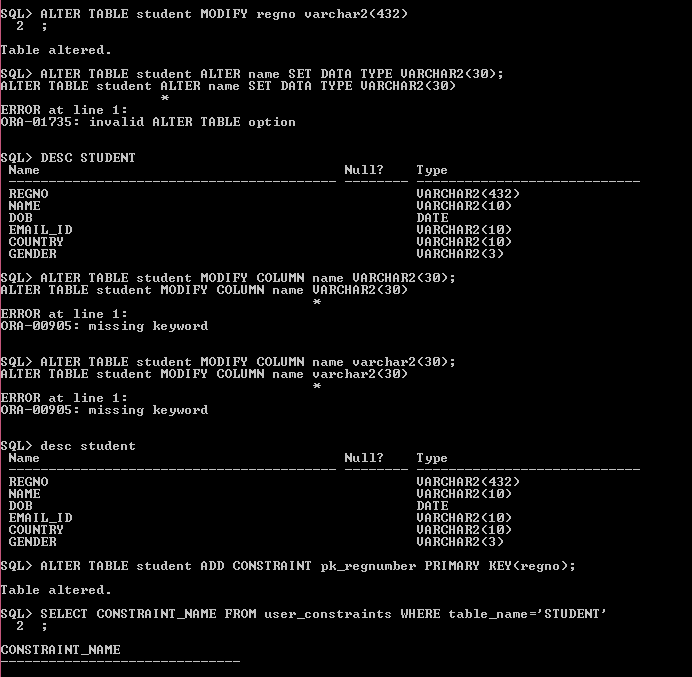 SQL> ALTER TABLE student MODIFY regno varchar2(432)
  2  ;
Table altered.
SQL> ALTER TABLE student ALTER name SET DATA TYPE VARCHAR2(30);
ALTER TABLE student ALTER name SET DATA TYPE VARCHAR2(30)
                    *
ERROR at line 1:
ORA-01735: invalid ALTER TABLE option
SQL> DESC STUDENT
 Name                                      Null?    Type
 ----------------------------------------- -------- ----------------------------
 REGNO                                              VARCHAR2(432)
 NAME                                               VARCHAR2(10)
 DOB                                                DATE
 EMAIL_ID                                           VARCHAR2(10)
 COUNTRY                                            VARCHAR2(10)
 GENDER                                             VARCHAR2(3)
SQL> ALTER TABLE student MODIFY COLUMN name VARCHAR2(30);
ALTER TABLE student MODIFY COLUMN name VARCHAR2(30)
                                       *
ERROR at line 1:
ORA-00905: missing keyword
SQL> ALTER TABLE student MODIFY COLUMN name varchar2(30);
ALTER TABLE student MODIFY COLUMN name varchar2(30)
                                       *
ERROR at line 1:
ORA-00905: missing keyword
SQL> desc student
 Name                                      Null?    Type
 ----------------------------------------- -------- ----------------------------
 REGNO                                              VARCHAR2(432)
 NAME                                               VARCHAR2(10)
 DOB                                                DATE
 EMAIL_ID                                           VARCHAR2(10)
 COUNTRY                                            VARCHAR2(10)
 GENDER                                             VARCHAR2(3)
SQL> ALTER TABLE student ADD CONSTRAINT pk_regnumber PRIMARY KEY(regno);
Table altered.
SQL> SELECT CONSTRAINT_NAME FROM user_constraints WHERE table_name='STUDENT'
  2  ;
CONSTRAINT_NAME
------------------------------